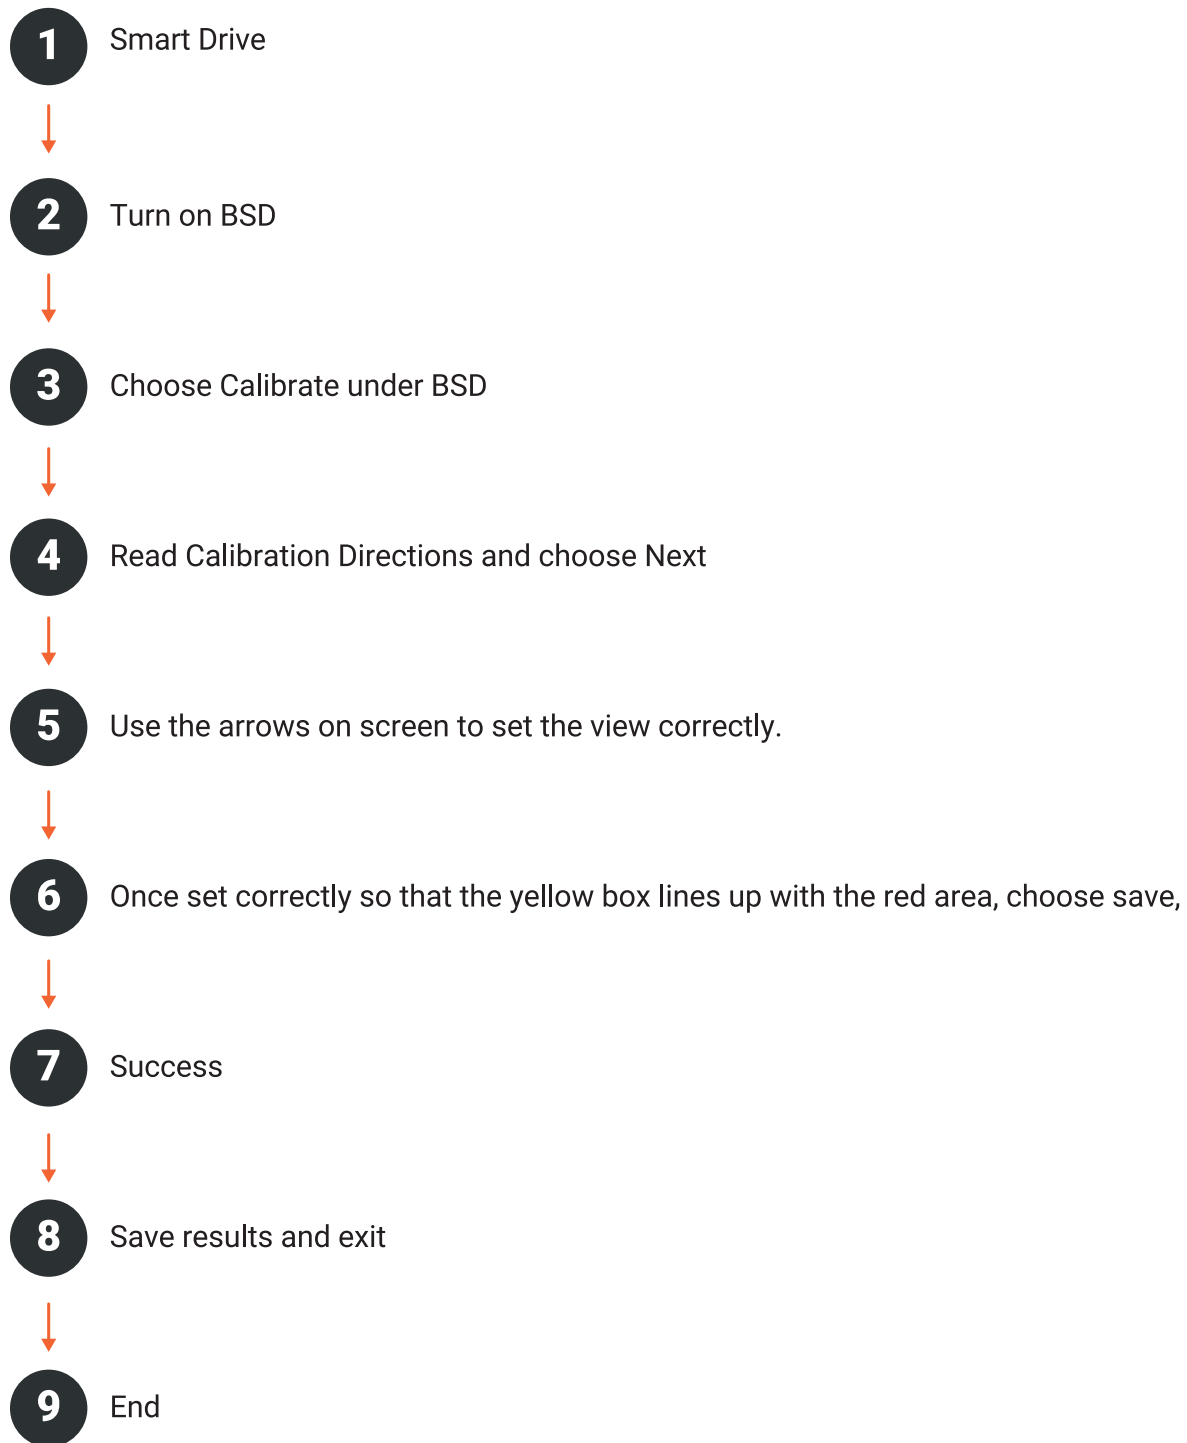 1 Smart Drive
2 Turn on BSD
3 Choose Calibrate under BSD
4 Read Calibration Directions and choose Next
5 Use the arrows on screen to set the view correctly.
6 Once set correctly so that the yellow box lines up with the red area, choose save,
7 Success
8 Save results and exit
9 End